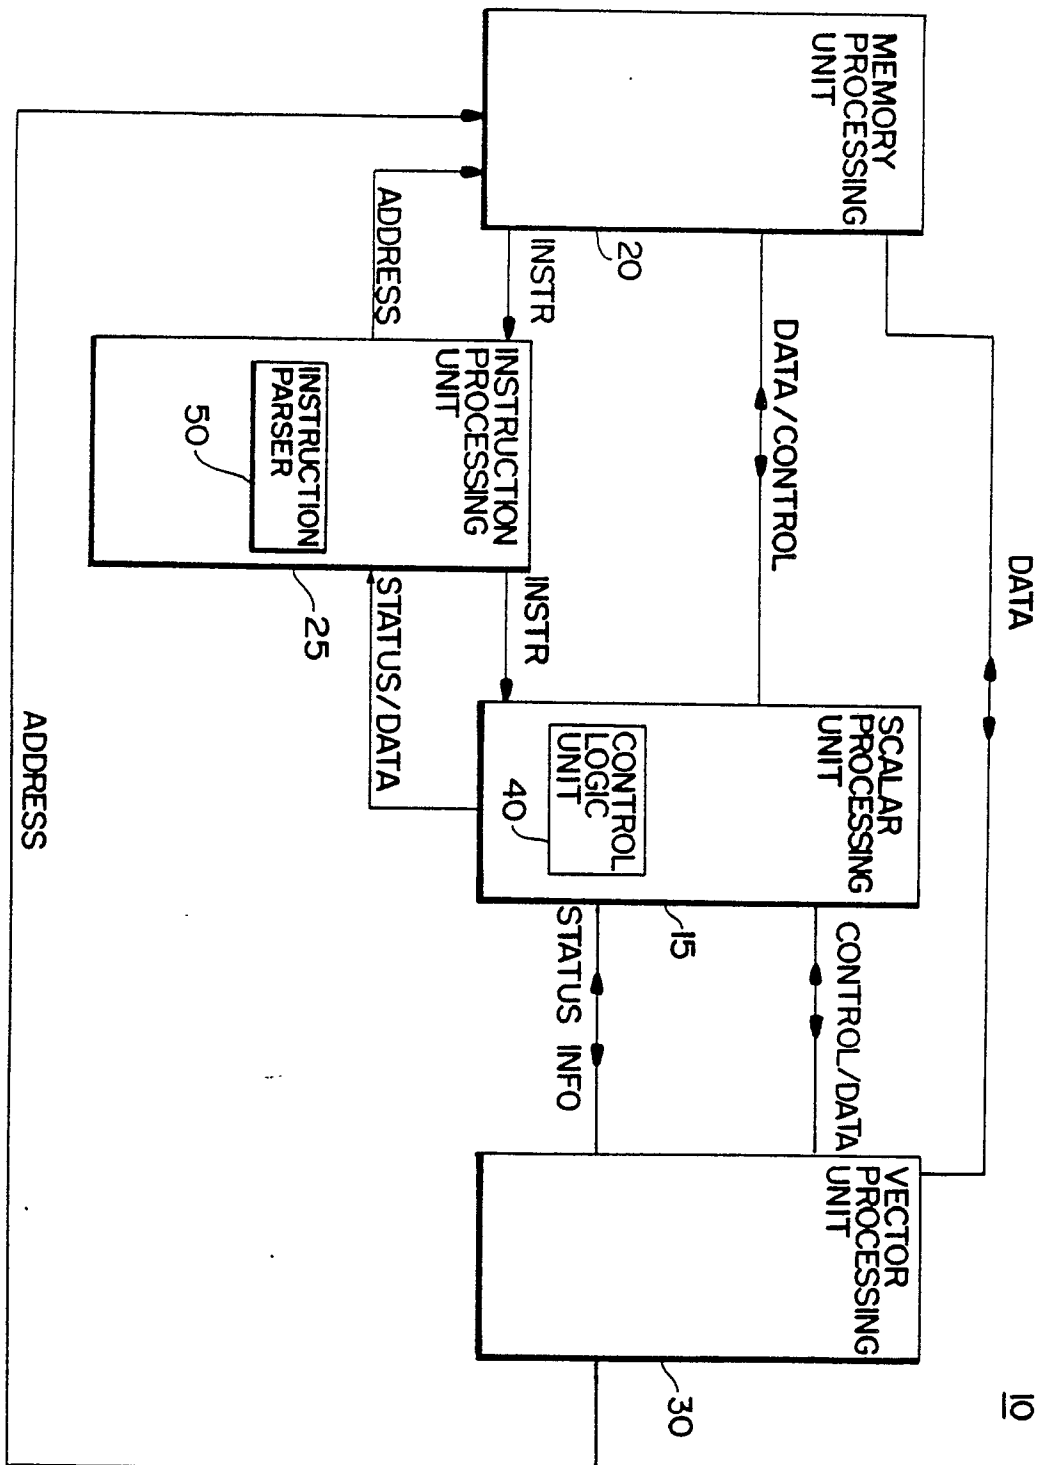 10
DATA
MEMORY
PROCESSING
UNIT
20
DATA/CONTROL
SCALAR
PROCESSING
UNIT
CONTROL
LOGIC
UNIT
40
15
CONTROL/DATA
STATUS INFO
VECTOR
PROCESSING
UNIT
30
INSTR
ADDRESS
INSTRUCTION
PROCESSING
UNIT
INSTRUCTION
PARSER
50
25
INSTR
STATUS/DATA
ADDRESS